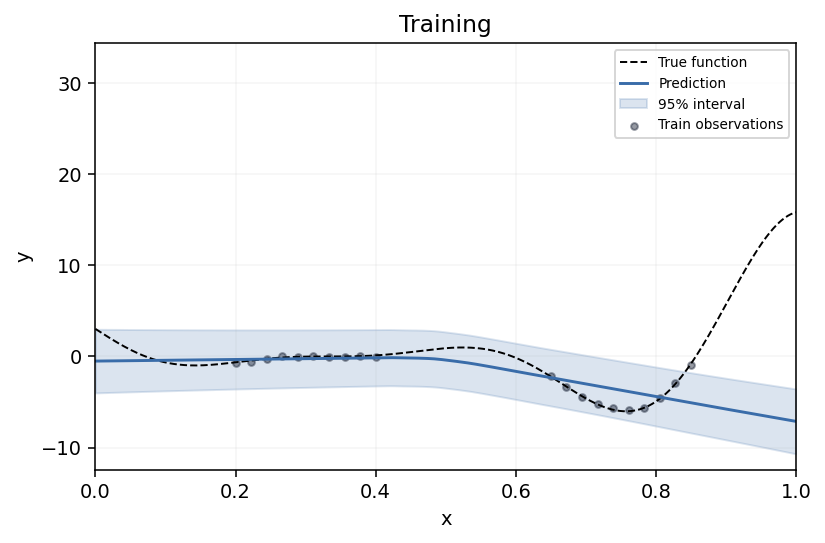 Training
True function
Prediction
95% interval
Train observations
30
20
10
0
−10
y
0.0 0.2 0.4 0.6 0.8 1.0
x